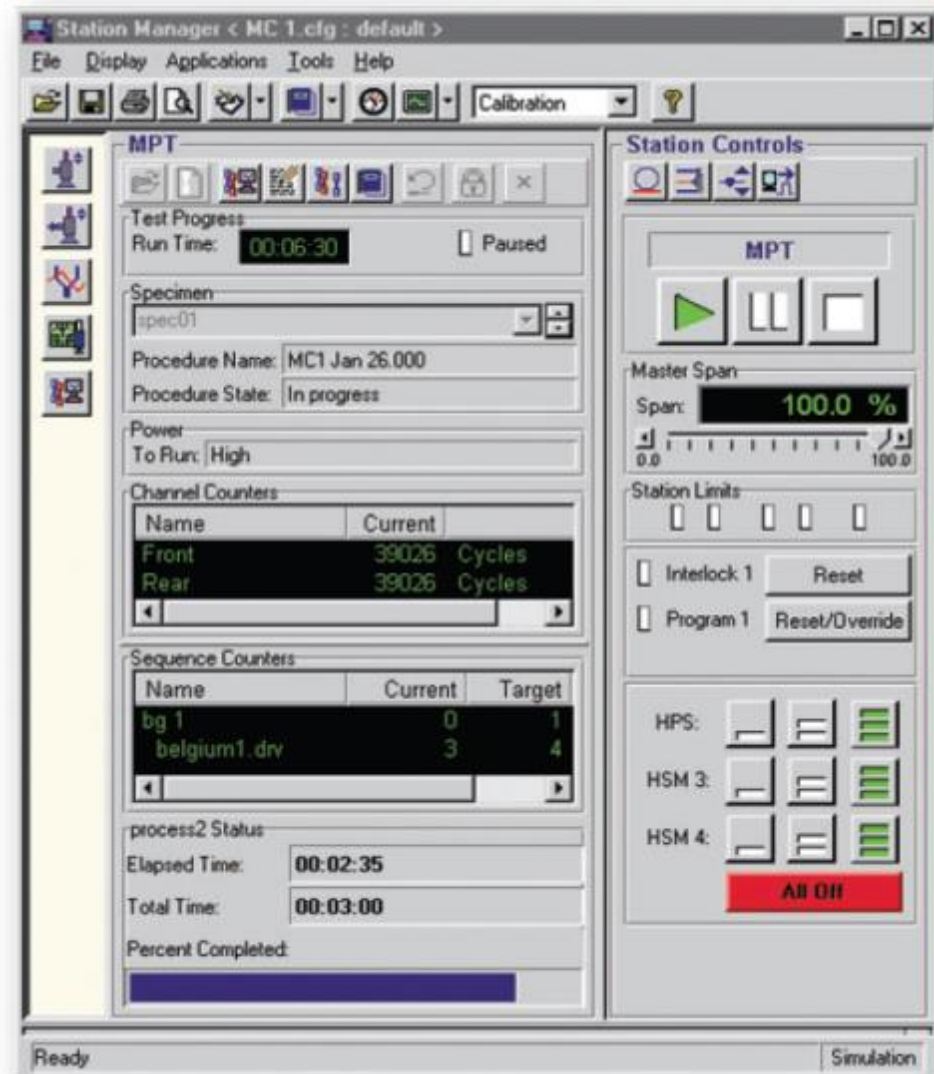 Station Manager < MC 1.cfg : default >
File Display Applications Tools Help
Calibration
MPT
Test Progress
Run Time: 00:06:30 Paused
Specimen
spec01
Procedure Name: MC1 Jan 26.000
Procedure State: In progress
Power
To Run: High
Channel Counters
Name Current
Front 39026 Cycles
Rear 39026 Cycles
Sequence Counters
Name Current Target
bg 1 0 1
belgium1.drv 3 4
process2 Status
Elapsed Time: 00:02:35
Total Time: 00:03:00
Percent Completed:
Station Controls
MPT
Master Span
Span: 100.0 %
0.0 100.0
Station Limits
Interlock 1 Reset
Program 1 Reset/Override
HPS:
HSM 3:
HSM 4:
All Off
Ready Simulation